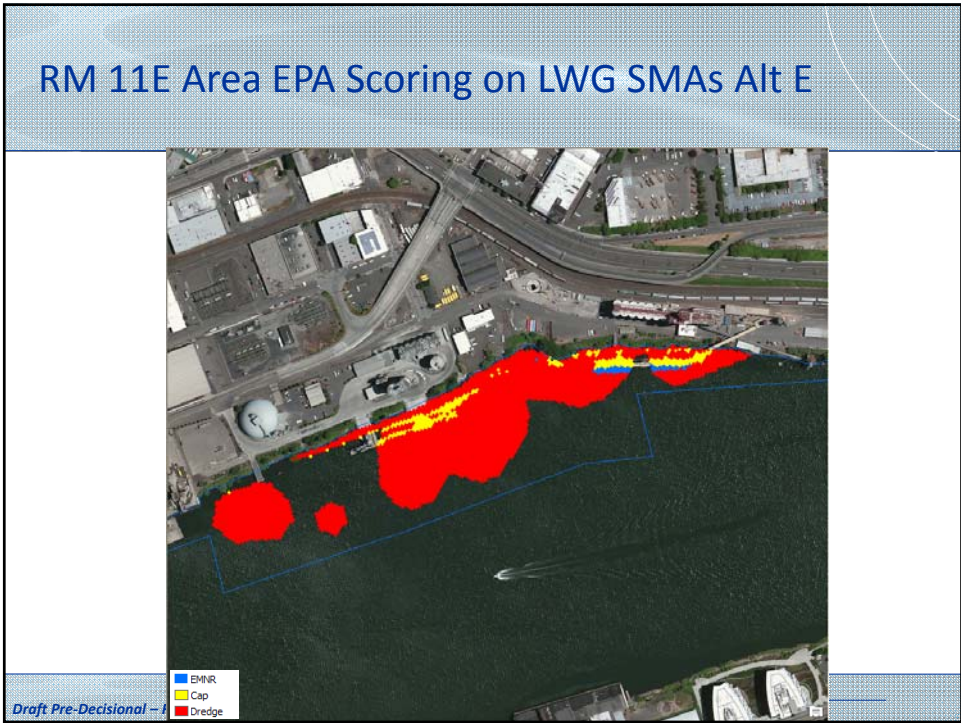 RM 11E Area EPA Scoring on LWG SMAs Alt E
EMNR
Cap
Dredge
Draft Pre-Decisional –